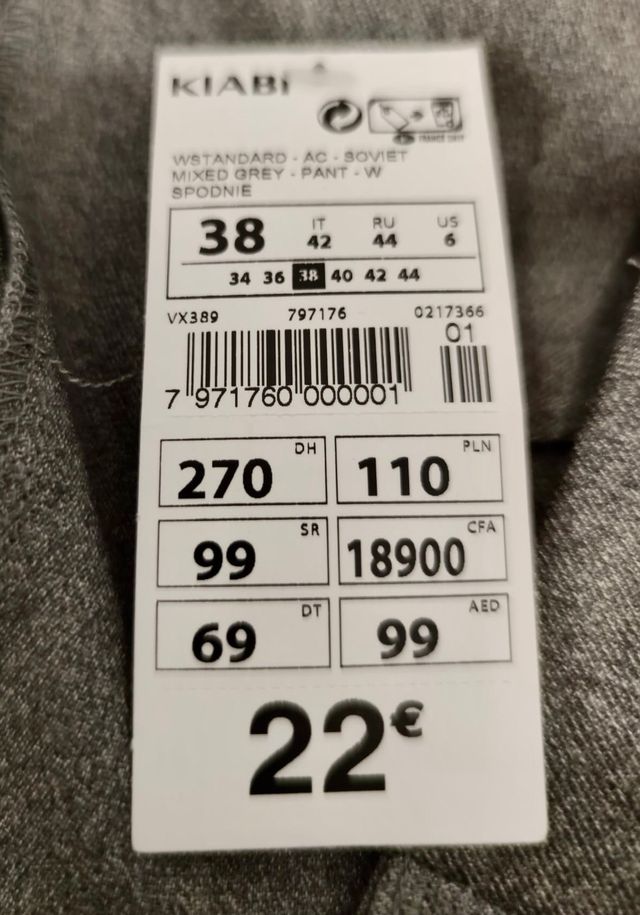 KIABI
WSTANDARD - AC - SOVIET
MIXED GREY - PANT - W
SPODNIE
38 IT 42 RU 44 US 6
34 36 38 40 42 44
VX389 797176 0217366
01
7 971760 000001
270 DH
110 PLN
99 SR
18900 CFA
69 DT
99 AED
22€